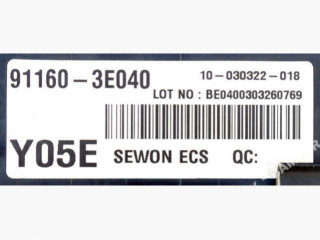 91160-3E040
10-030322-018
LOT NO : BE0400303260769
Y05E SEWON ECS QC: